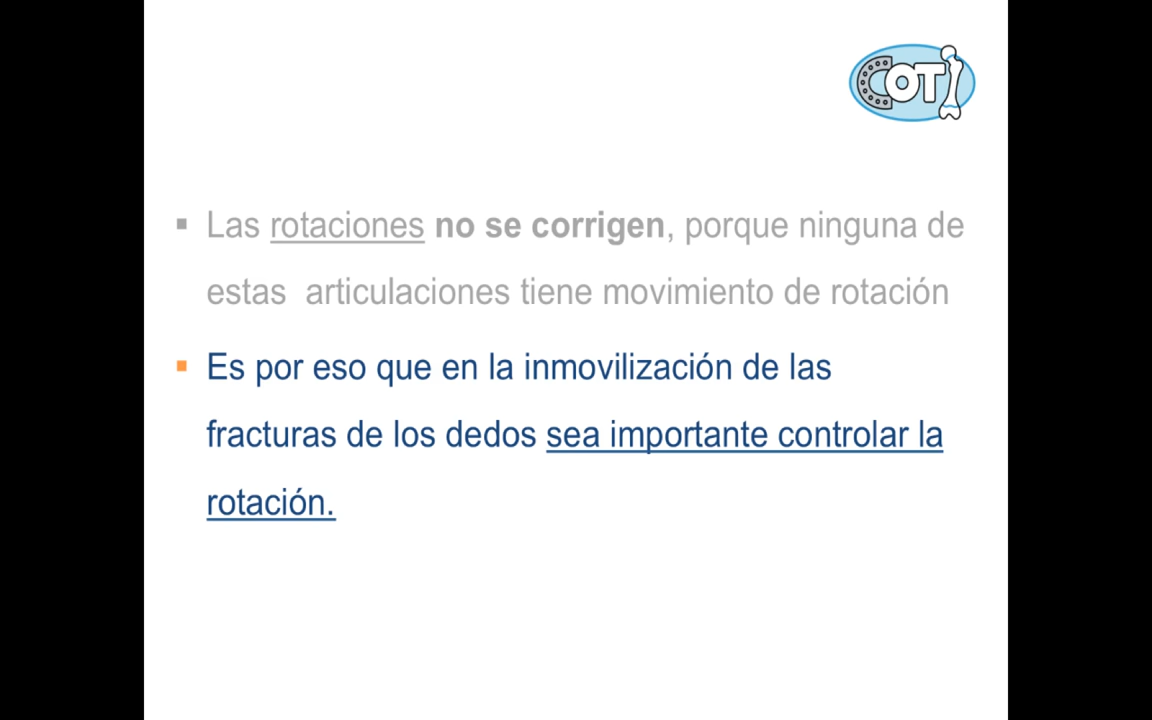 COTI
Las rotaciones no se corrigen, porque ninguna de
estas  articulaciones tiene movimiento de rotación
Es por eso que en la inmovilización de las
fracturas de los dedos sea importante controlar la
rotación.